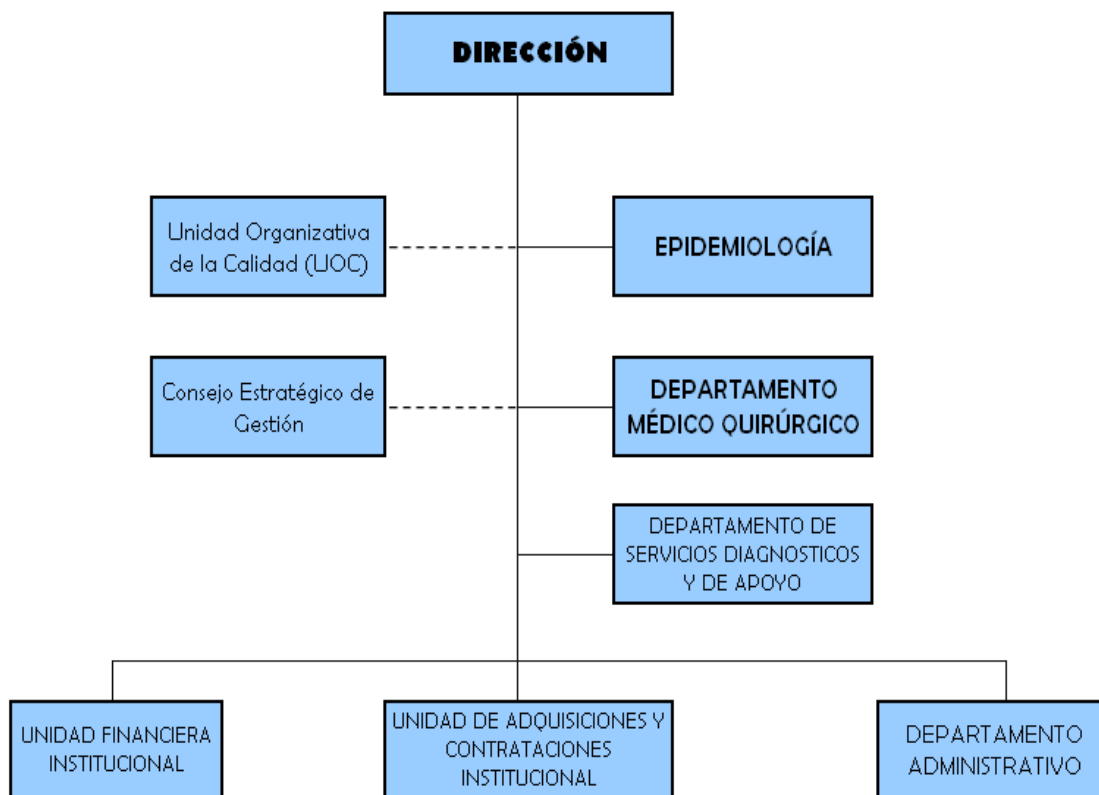 DIRECCIÓN
Unidad Organizativa
de la Calidad (UOC)
EPIDEMIOLOGÍA
Consejo Estratégico de
Gestión
DEPARTAMENTO
MÉDICO QUIRÚRGICO
DEPARTAMENTO DE
SERVICIOS DIAGNOSTICOS
Y DE APOYO
UNIDAD FINANCIERA
INSTITUCIONAL
UNIDAD DE ADQUISICIONES Y
CONTRATACIONES
INSTITUCIONAL
DEPARTAMENTO
ADMINISTRATIVO